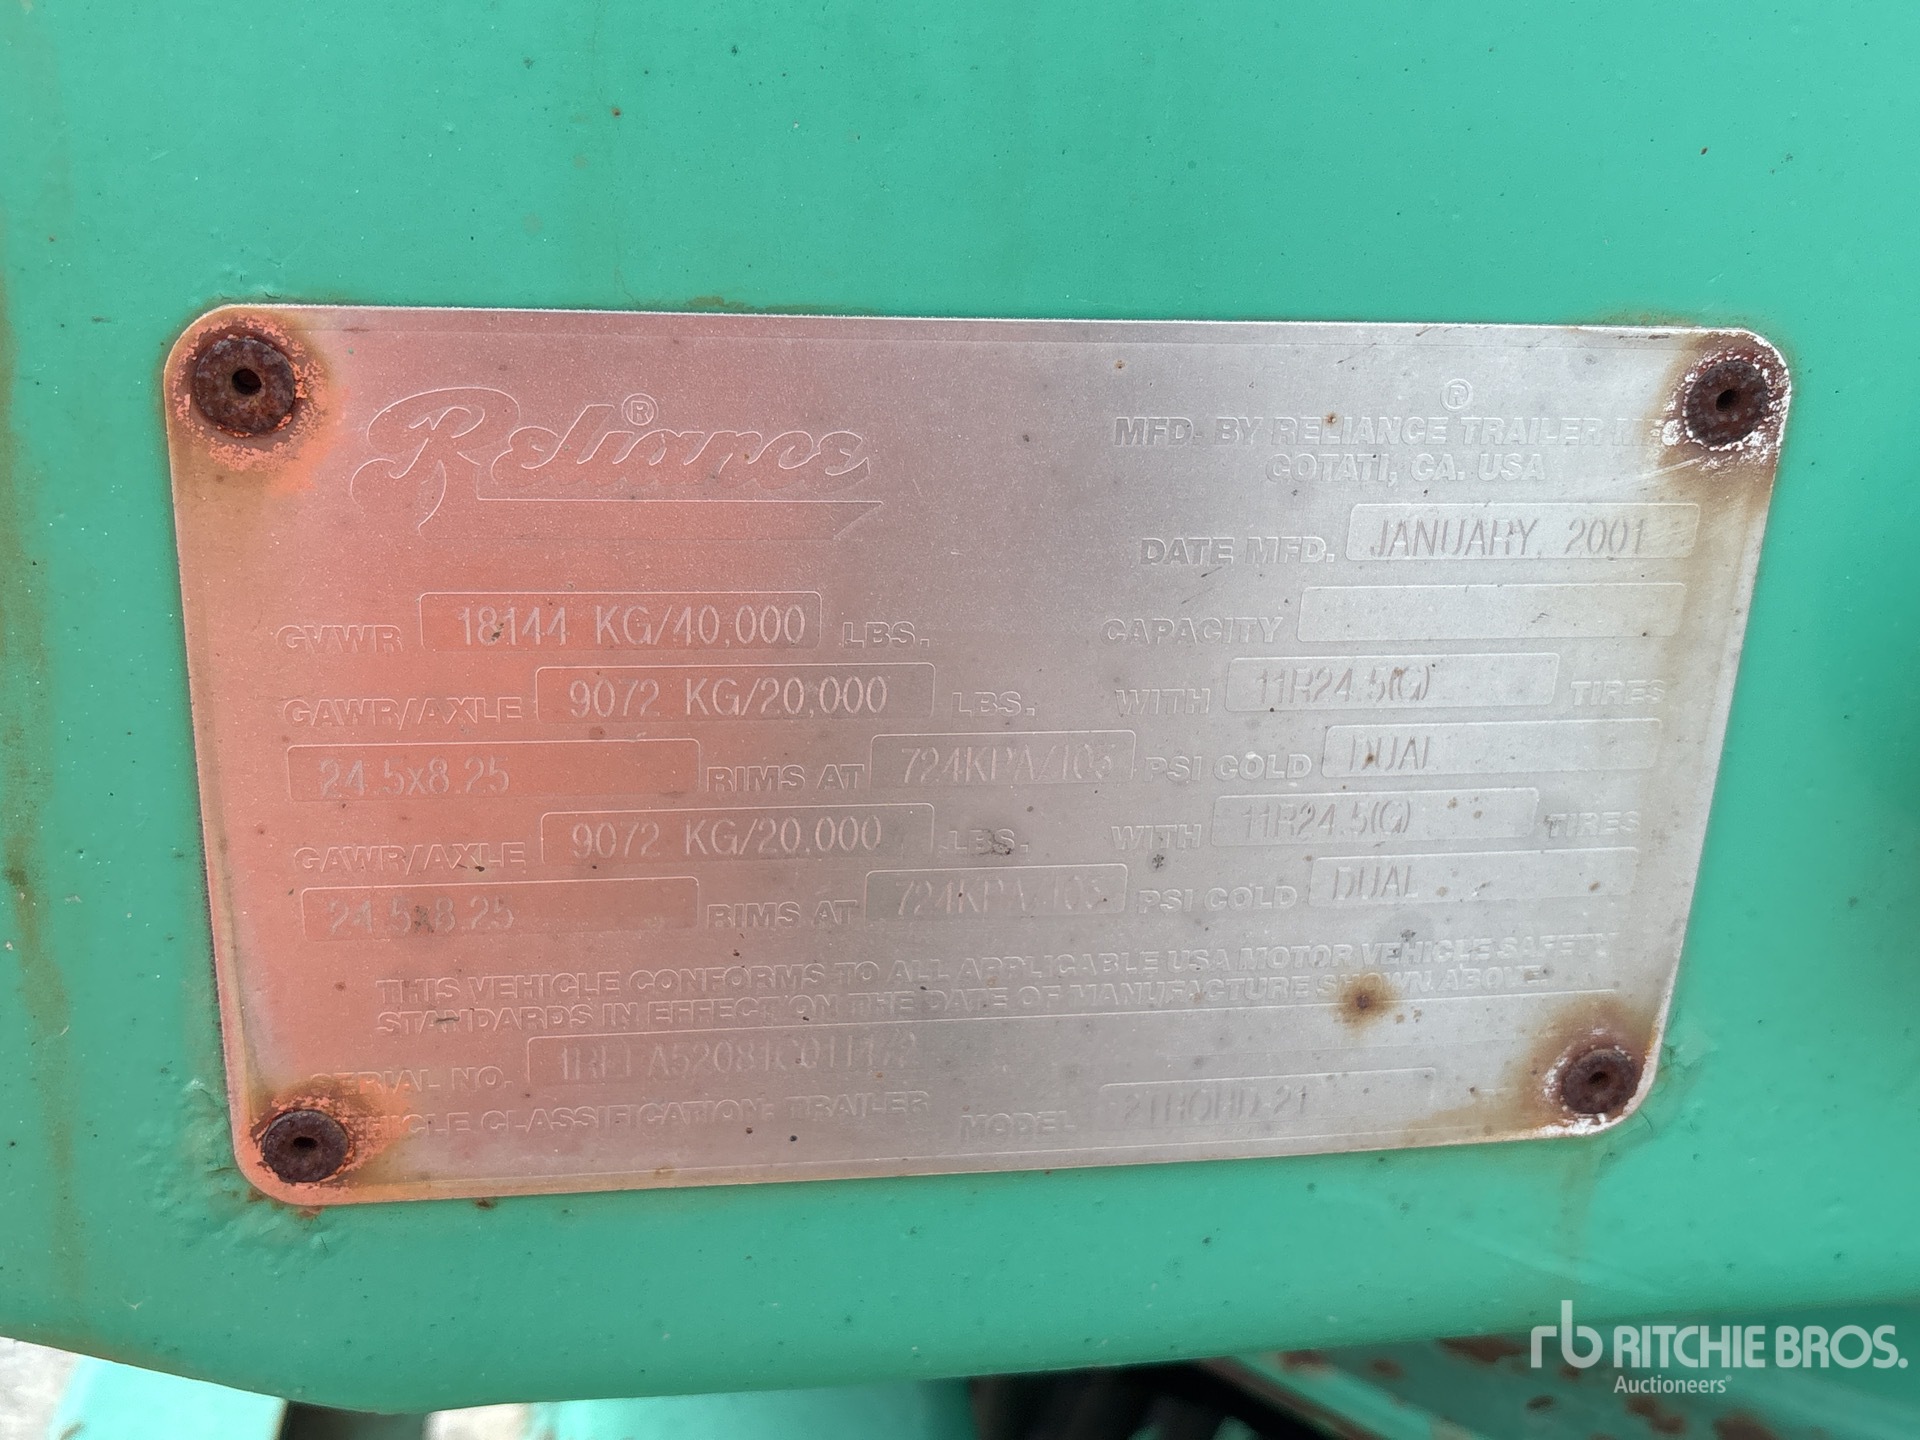 Reliance®
®
MFD. BY RELIANCE TRAILER
COTATI, CA. USA
DATE MFD. JANUARY, 2001
GVWR 18144 KG/40,000 LBS. CAPACITY
GAWR/AXLE 9072 KG/20,000 LBS. WITH 11R24.5(G) TIRES
24.5x8.25 RIMS AT 724KPA/105 PSI COLD DUAL
GAWR/AXLE 9072 KG/20,000 LBS. WITH 11R24.5(G) TIRES
24.5x8.25 RIMS AT 724KPA/105 PSI COLD DUAL
THIS VEHICLE CONFORMS TO ALL APPLICABLE USA MOTOR VEHICLE SAFETY
STANDARDS IN EFFECT ON THE DATE OF MANUFACTURE SHOWN ABOVE.
SERIAL NO.
VEHICLE CLASSIFICATION: TRAILER MODEL
rb RITCHIE BROS.
Auctioneers